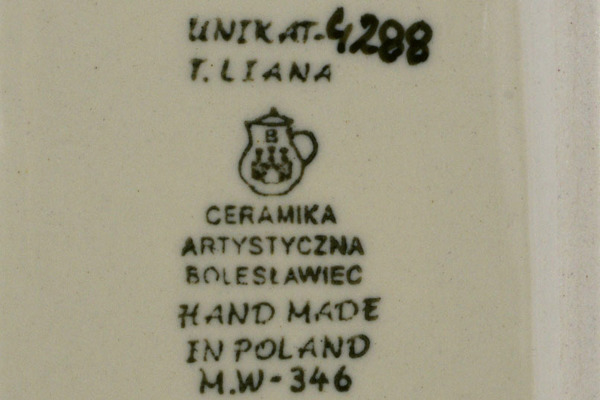 UNIKAT-4288
T. LIANA
B
CERAMIKA
ARTYSTYCZNA
BOLESŁAWIEC
HAND MADE
IN POLAND
M.W-346